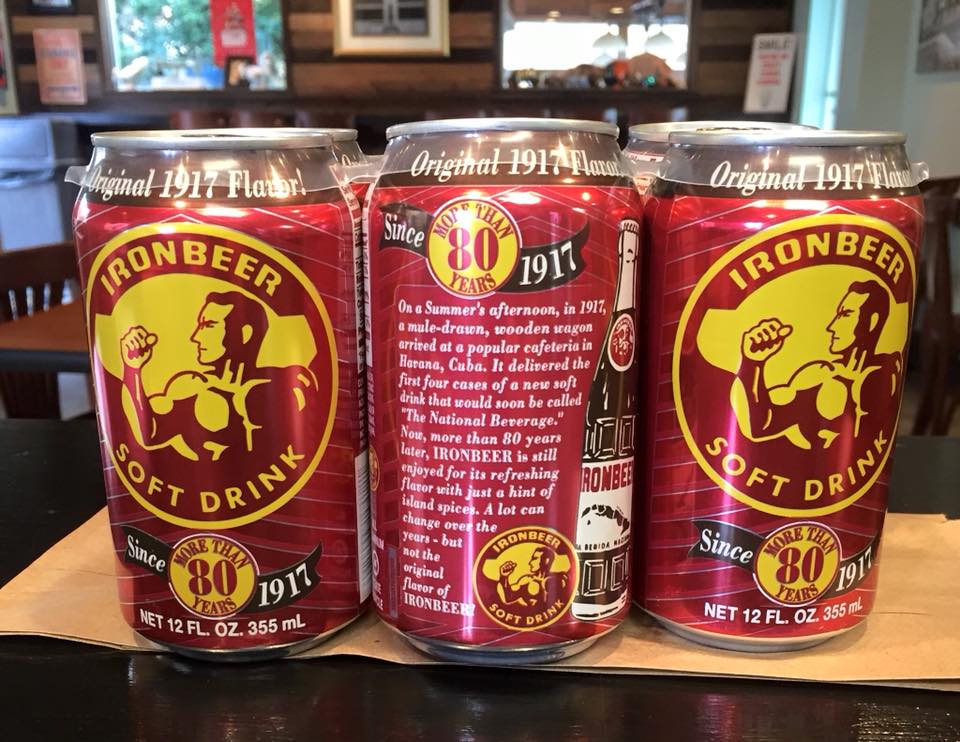 Original 1917 Flavor!
IRONBEER
SOFT DRINK
Since
MORE THAN
80
YEARS
1917
NET 12 FL. OZ. 355 mL
Original 1917 Flavor
Since
MORE THAN
80
YEARS
1917
On a Summer's afternoon, in 1917,
a mule-drawn, wooden wagon
arrived at a popular cafeteria in
Havana, Cuba. It delivered the
first four cases of a new soft
drink that would soon be called
"The National Beverage."
Now, more than 80 years
later, IRONBEER is still
enjoyed for its refreshing
flavor with just a hint of
island spices. A lot can
change over the
years - but
not the
original
flavor of
IRONBEER!
IRONBEER
SOFT DRINK
IRONBEER
BEBIDA
Original 1917 Flavor
IRONBEER
SOFT DRINK
Since
MORE THAN
80
YEARS
1917
NET 12 FL. OZ. 355 mL
SMILE